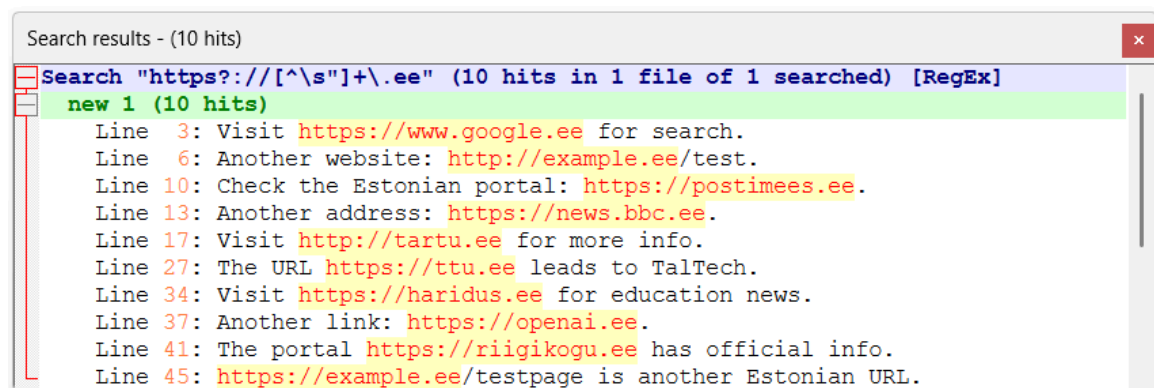 Search results - (10 hits)
Search "https?://[^\s"]+\.ee" (10 hits in 1 file of 1 searched) [RegEx]
new 1 (10 hits)
Line 3: Visit https://www.google.ee for search.
Line 6: Another website: http://example.ee/test.
Line 10: Check the Estonian portal: https://postimees.ee.
Line 13: Another address: https://news.bbc.ee.
Line 17: Visit http://tartu.ee for more info.
Line 27: The URL https://ttu.ee leads to TalTech.
Line 34: Visit https://haridus.ee for education news.
Line 37: Another link: https://openai.ee.
Line 41: The portal https://riigikogu.ee has official info.
Line 45: https://example.ee/testpage is another Estonian URL.